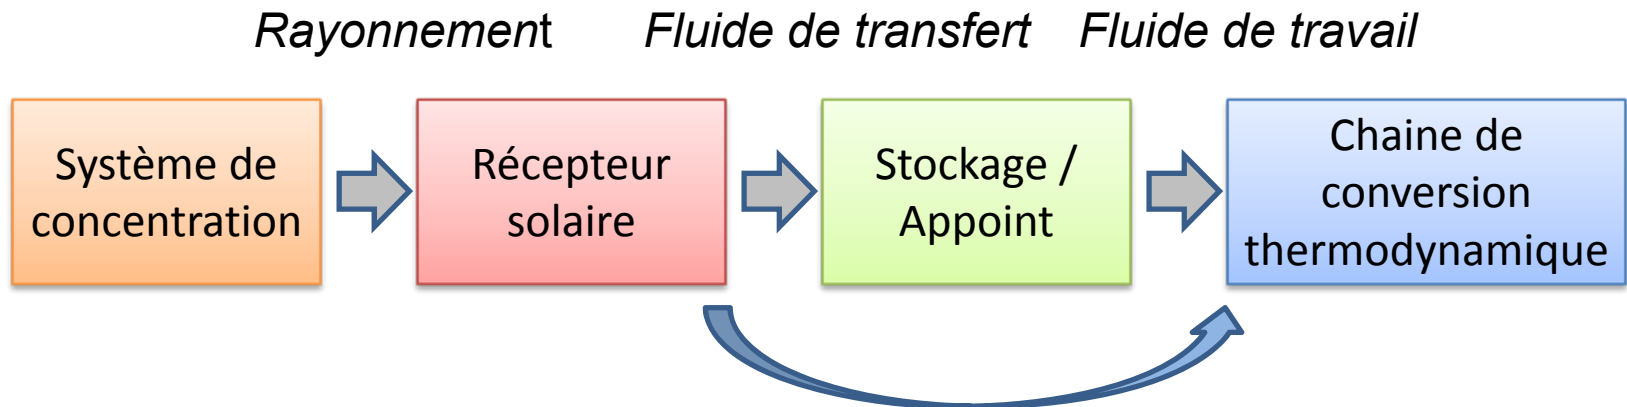 Rayonnement Fluide de transfert Fluide de travail
Système de
concentration
Récepteur
solaire
Stockage /
Appoint
Chaine de
conversion
thermodynamique